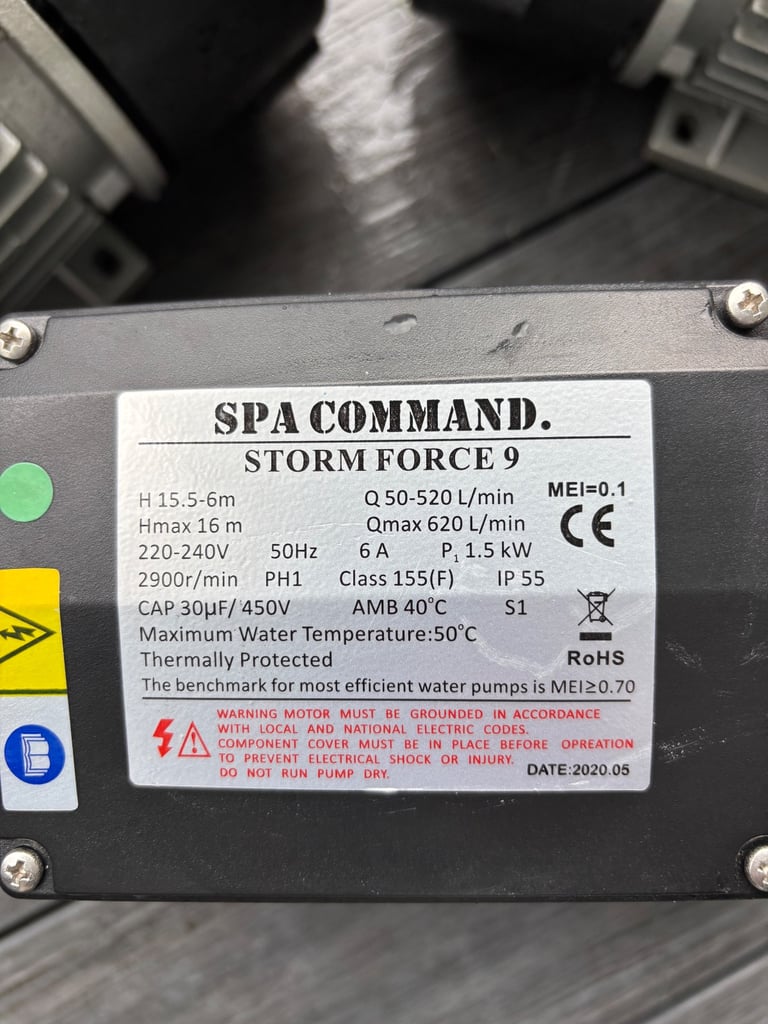 SPA COMMAND.
STORM FORCE 9
H 15.5-6m Q 50-520 L/min MEI=0.1
Hmax 16 m Qmax 620 L/min CE
220-240V 50Hz 6 A P1 1.5 kW
2900r/min PH1 Class 155(F) IP 55
CAP 30μF/ 450V AMB 40°C S1
Maximum Water Temperature:50°C
Thermally Protected RoHS
The benchmark for most efficient water pumps is MEI≥0.70
WARNING MOTOR MUST BE GROUNDED IN ACCORDANCE
WITH LOCAL AND NATIONAL ELECTRIC CODES.
COMPONENT COVER MUST BE IN PLACE BEFORE OPREATION
TO PREVENT ELECTRICAL SHOCK OR INJURY.
DO NOT RUN PUMP DRY. DATE:2020.05